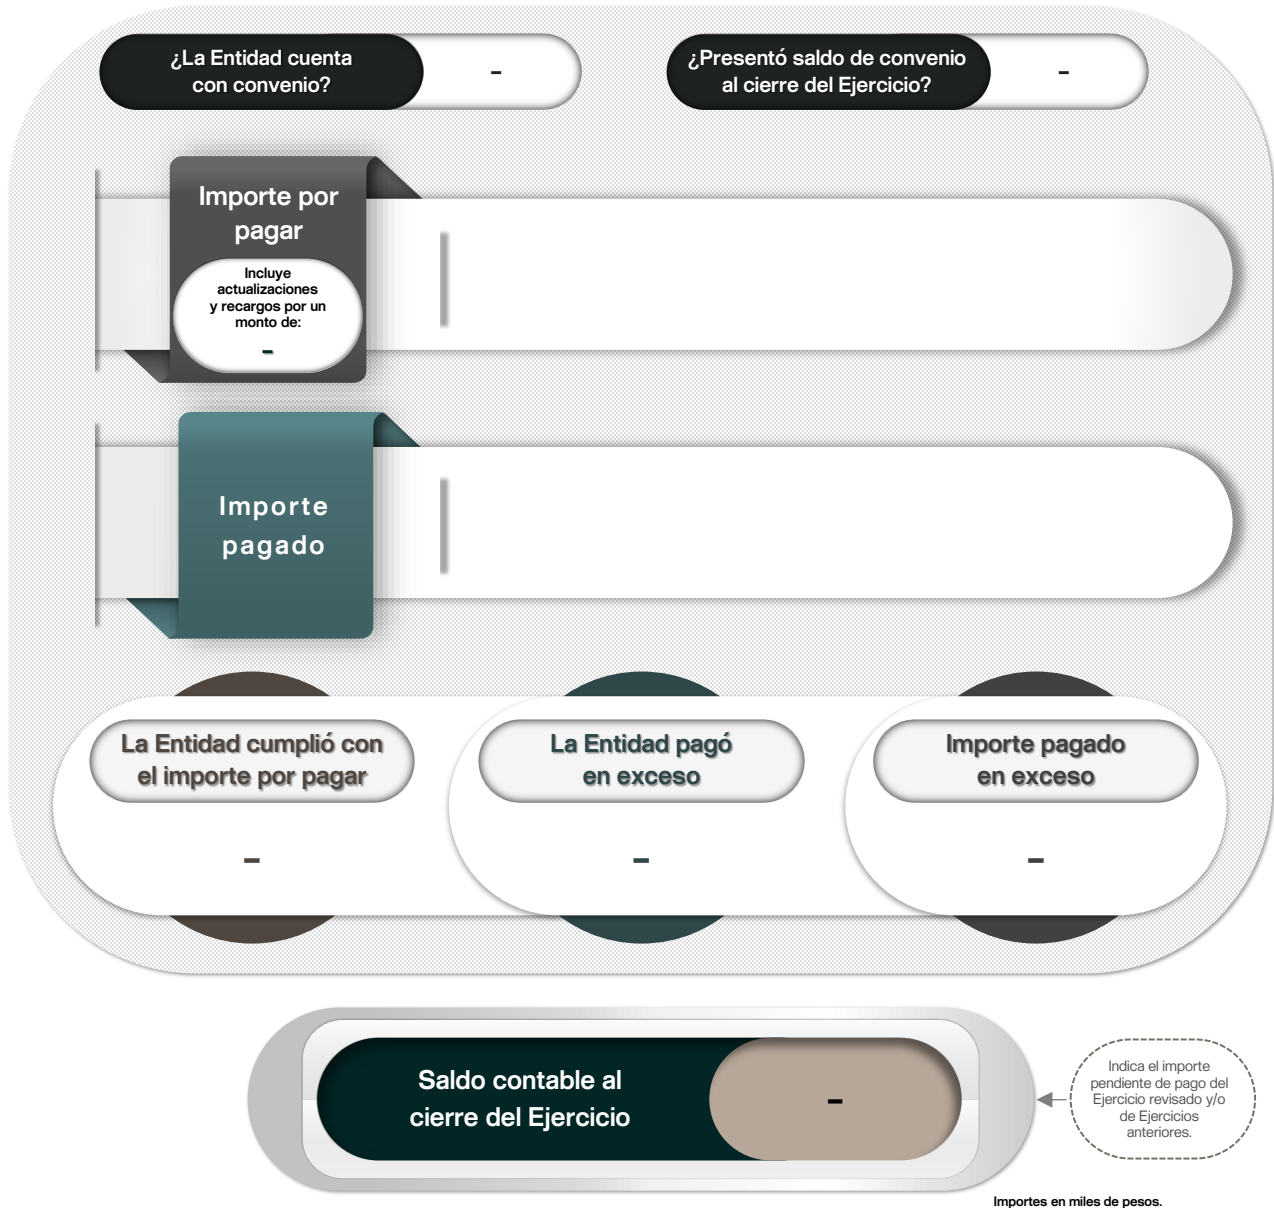 ¿La Entidad cuenta
con convenio?
-
¿Presentó saldo de convenio
al cierre del Ejercicio?
-
Importe por
pagar
Incluye
actualizaciones
y recargos por un
monto de:
-
Importe
pagado
La Entidad cumplió con
el importe por pagar
-
La Entidad pagó
en exceso
-
Importe pagado
en exceso
-
Saldo contable al
cierre del Ejercicio
-
Indica el importe
pendiente de pago del
Ejercicio revisado y/o
de Ejercicios
anteriores.
Importes en miles de pesos.